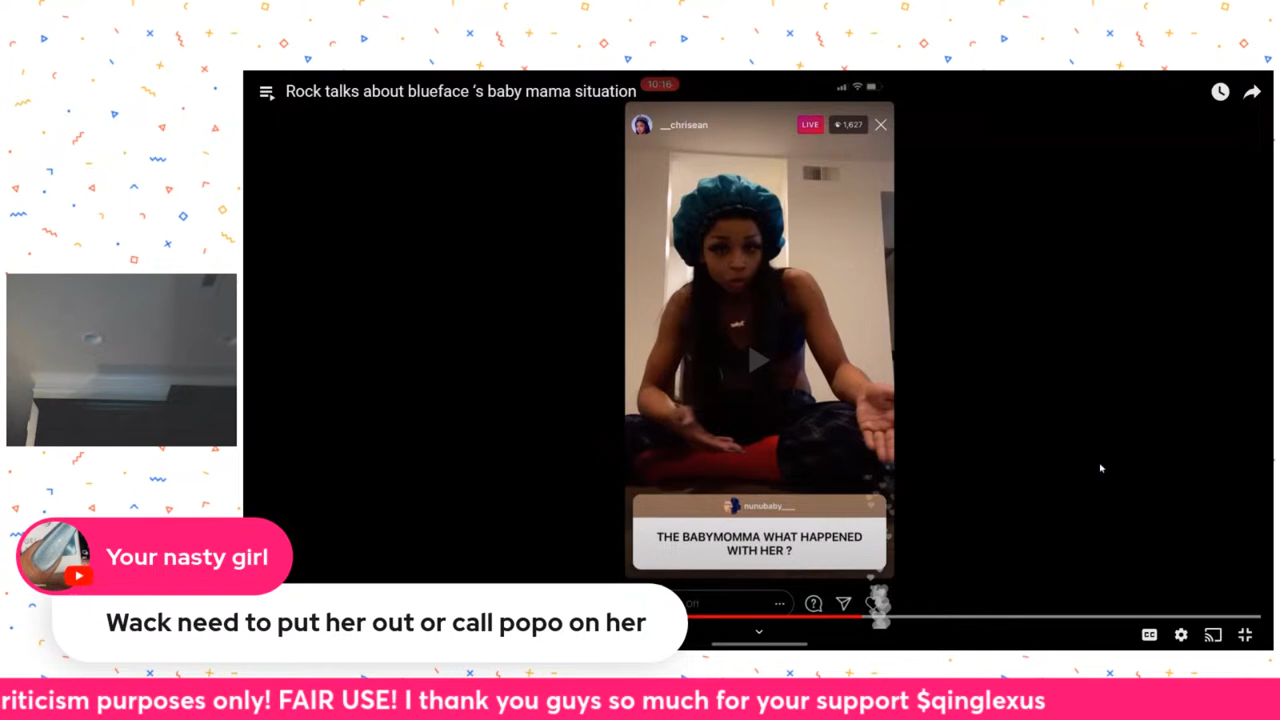 Rock talks about blueface ‘s baby mama situation
10:16
__chrisean
LIVE
1,627
nunubaby___
THE BABYMOMMA WHAT HAPPENED
WITH HER ?
Your nasty girl
Wack need to put her out or call popo on her
CC
riticism purposes only! FAIR USE! I thank you guys so much for your support $qinglexus